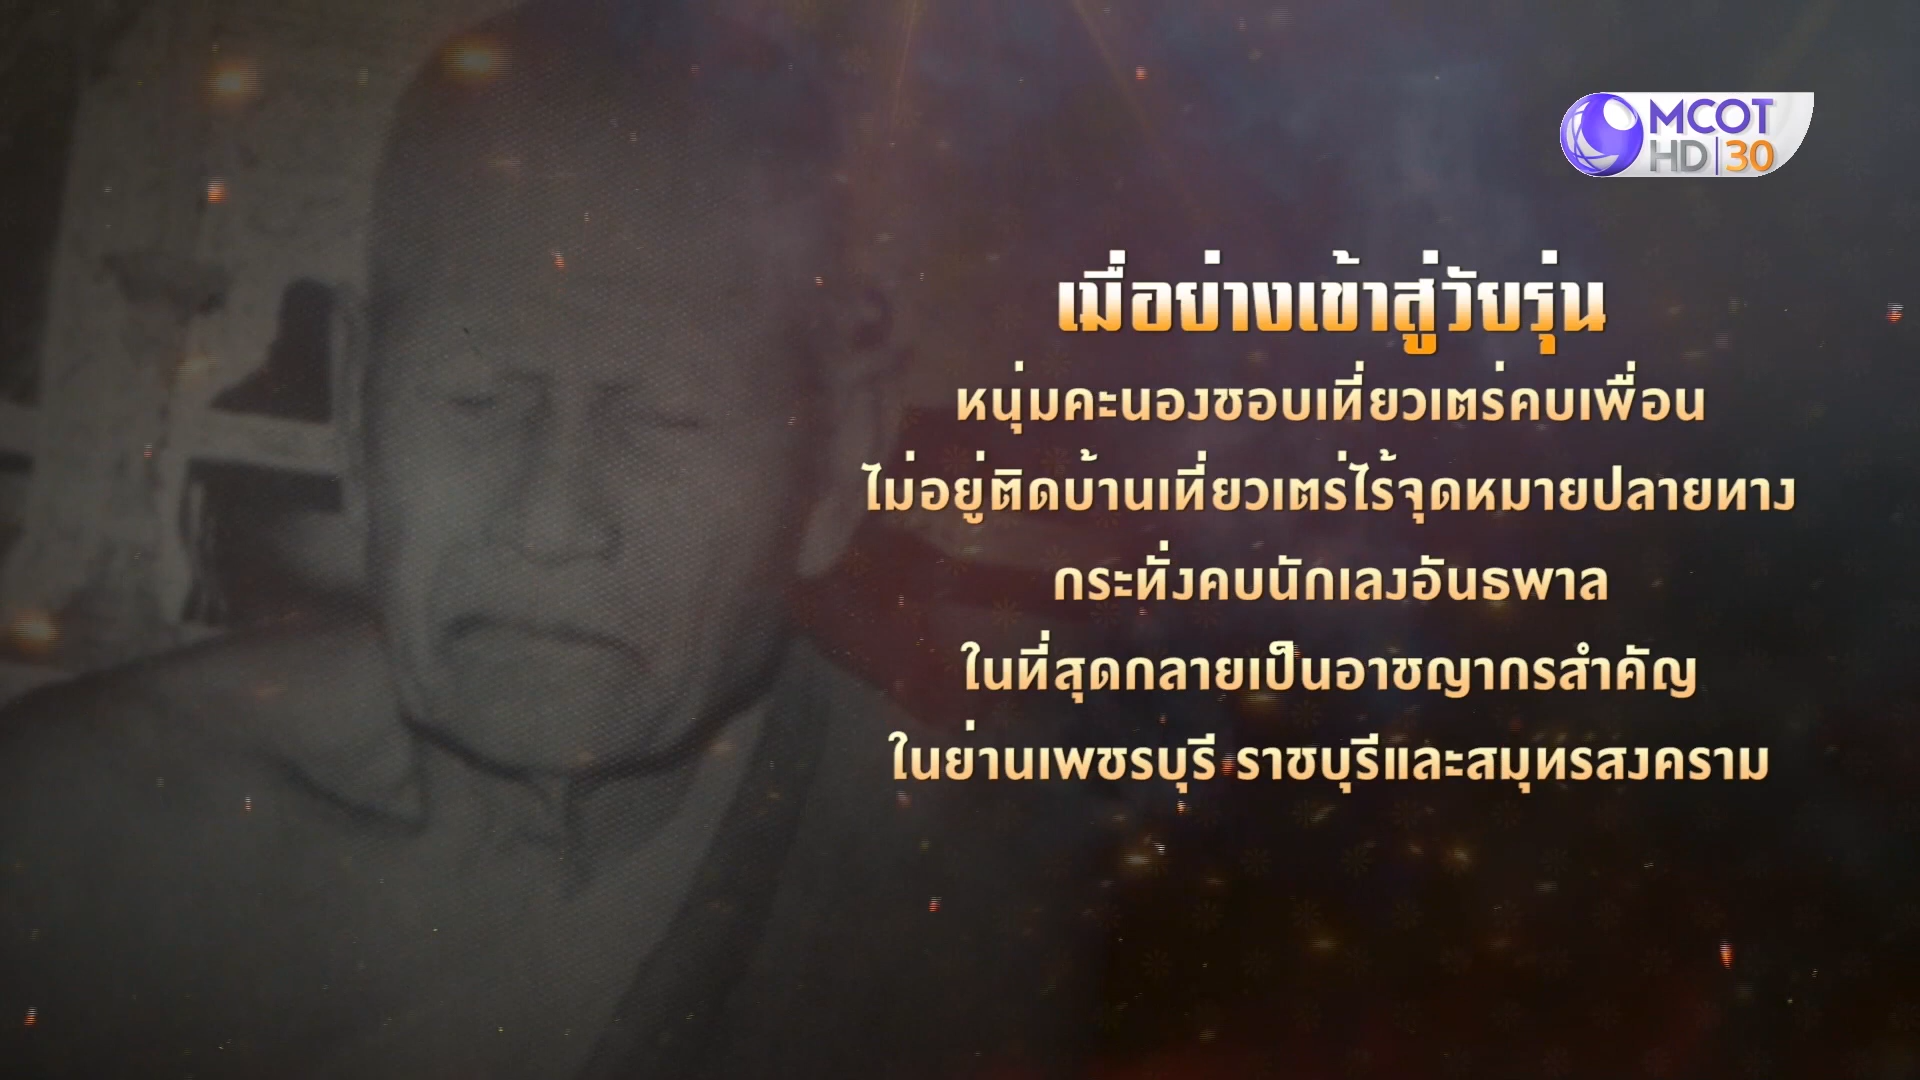 MCOT
HD 30
เมื่อย่างเข้าสู่วัยรุ่น
หนุ่มคะนองชอบเที่ยวเตร่คบเพื่อน
ไม่อยู่ติดบ้านเที่ยวเตร่ไร้จุดหมายปลายทาง
กระทั่งคบนักเลงอันธพาล
ในที่สุดกลายเป็นอาชญากรสำคัญ
ในย่านเพชรบุรี ราชบุรีและสมุทรสงคราม